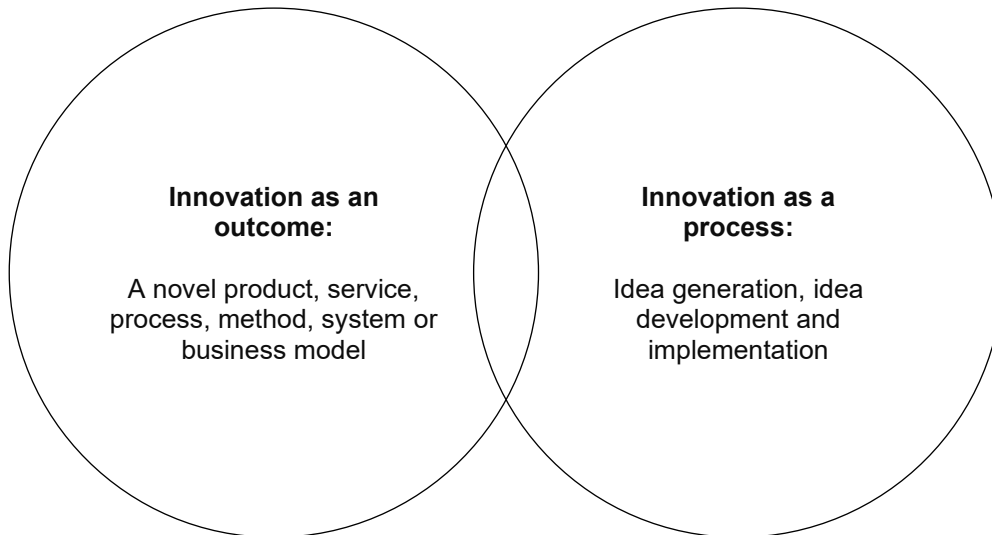 Innovation as an
outcome:
A novel product, service,
process, method, system or
business model
Innovation as a
process:
Idea generation, idea
development and
implementation